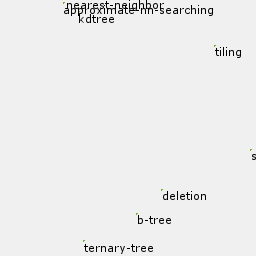 nearest-neighbor
approximate-nn-searching
kdtree
tiling
s
deletion
b-tree
ternary-tree